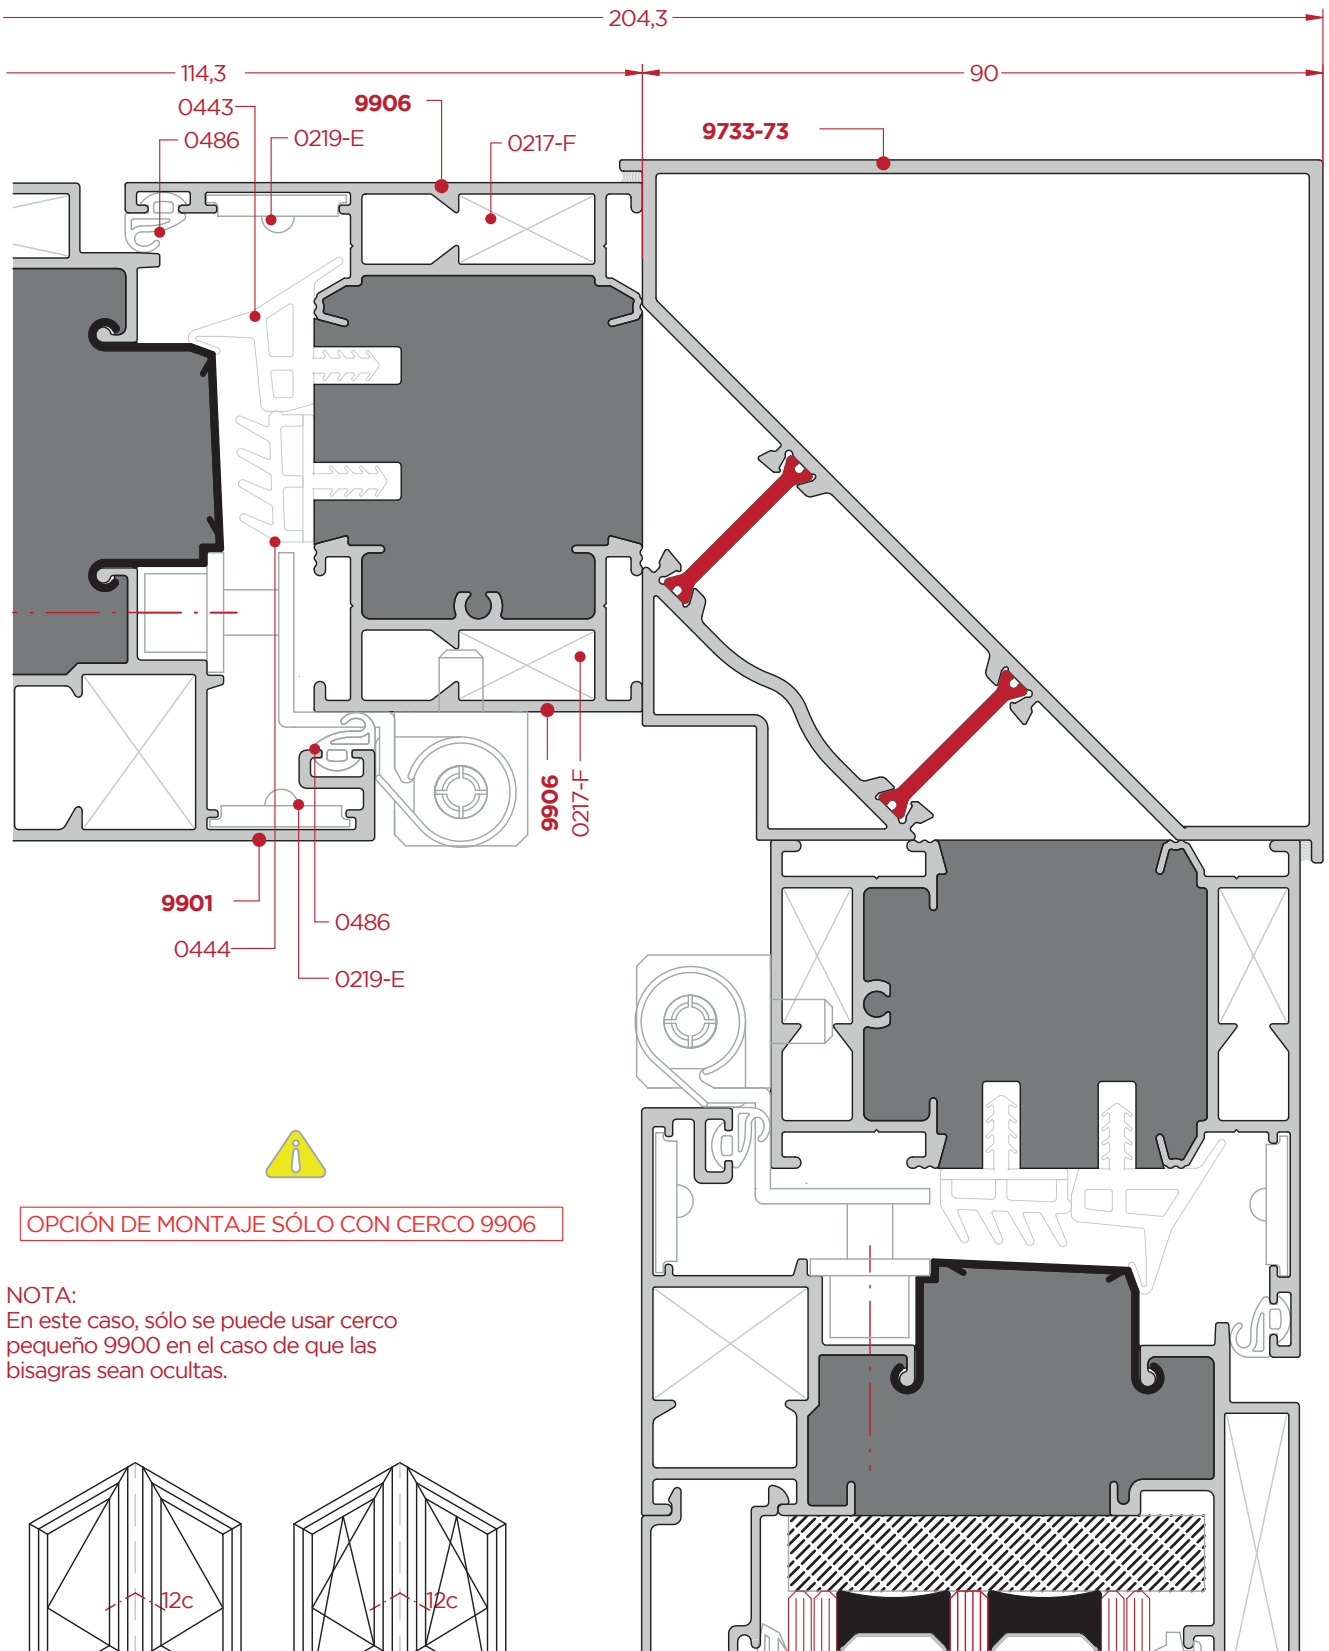 204,3
114,3
90
0443
9906
9733-73
0486
0219-E
0217-F
9906
0217-F
9901
0486
0444
0219-E
OPCIÓN DE MONTAJE SÓLO CON CERCO 9906
NOTA:
En este caso, sólo se puede usar cerco
pequeño 9900 en el caso de que las
bisagras sean ocultas.
12c
12c